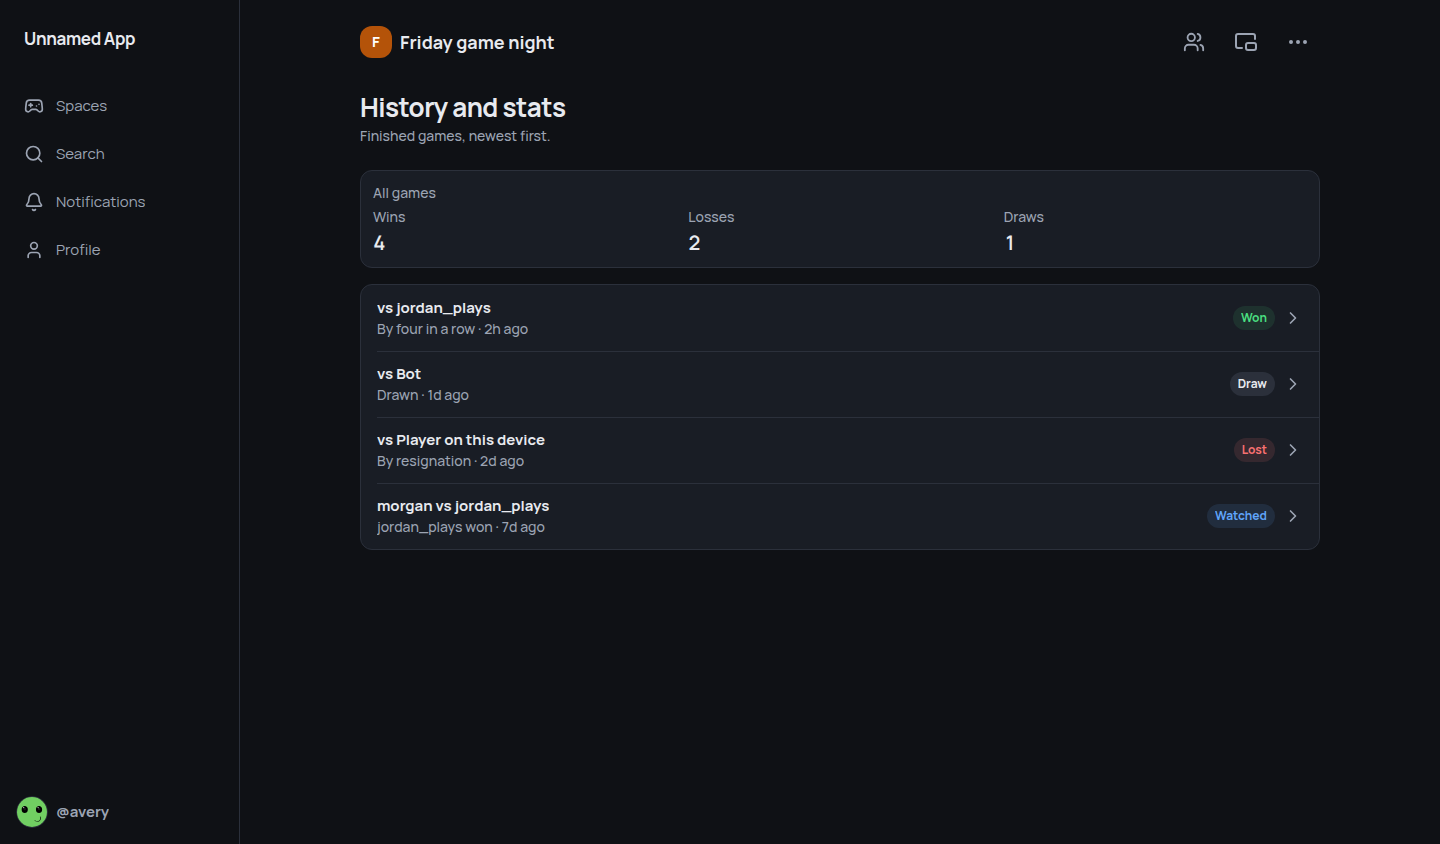 Unnamed App
Spaces
Search
Notifications
Profile
@avery
F
Friday game night
History and stats
Finished games, newest first.
All games
Wins
Losses
Draws
4
2
1
vs jordan_plays
By four in a row · 2h ago
Won
vs Bot
Drawn · 1d ago
Draw
vs Player on this device
By resignation · 2d ago
Lost
morgan vs jordan_plays
jordan_plays won · 7d ago
Watched